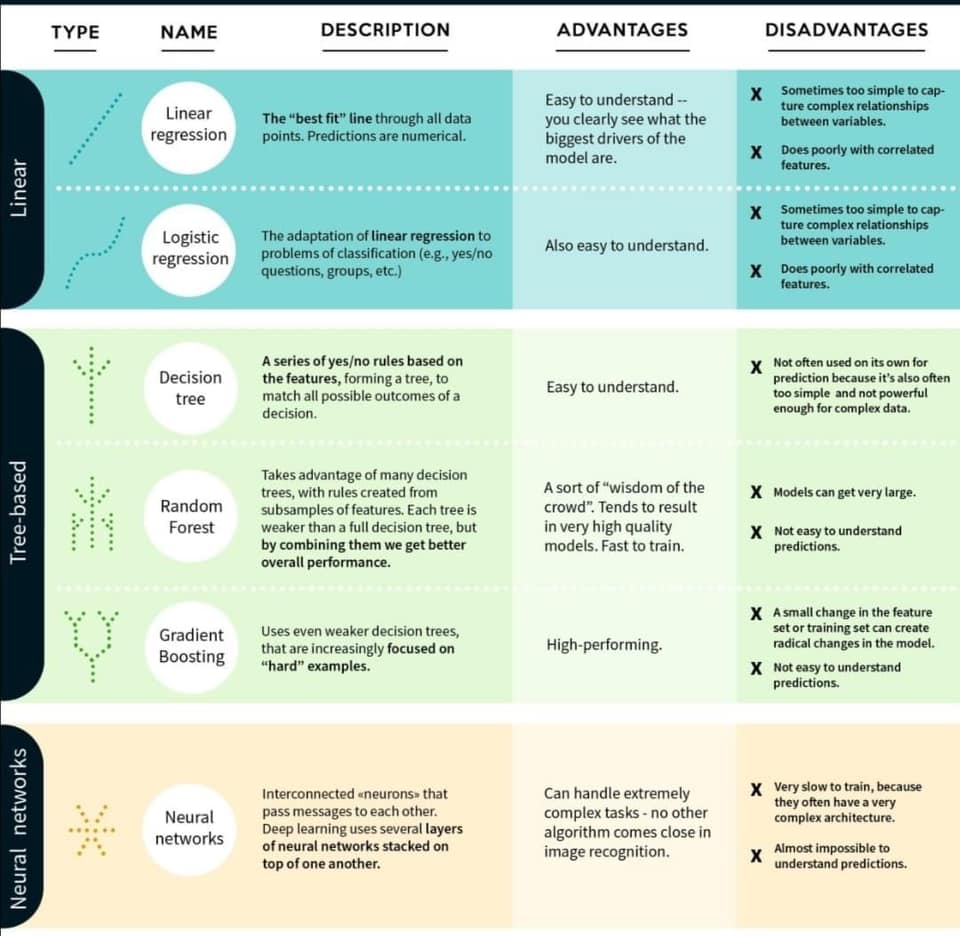 TYPE NAME DESCRIPTION ADVANTAGES DISADVANTAGES
Linear
Linear
regression
The “best fit” line through all data
points. Predictions are numerical.
Easy to understand --
you clearly see what the
biggest drivers of the
model are.
X Sometimes too simple to cap-
ture complex relationships
between variables.
X Does poorly with correlated
features.
Logistic
regression
The adaptation of linear regression to
problems of classification (e.g., yes/no
questions, groups, etc.)
Also easy to understand.
X Sometimes too simple to cap-
ture complex relationships
between variables.
X Does poorly with correlated
features.
Tree-based
Decision
tree
A series of yes/no rules based on
the features, forming a tree, to
match all possible outcomes of a
decision.
Easy to understand.
X Not often used on its own for
prediction because it's also often
too simple and not powerful
enough for complex data.
Random
Forest
Takes advantage of many decision
trees, with rules created from
subsamples of features. Each tree is
weaker than a full decision tree, but
by combining them we get better
overall performance.
A sort of “wisdom of the
crowd”. Tends to result
in very high quality
models. Fast to train.
X Models can get very large.
X Not easy to understand
predictions.
Gradient
Boosting
Uses even weaker decision trees,
that are increasingly focused on
“hard” examples.
High-performing.
X A small change in the feature
set or training set can create
radical changes in the model.
X Not easy to understand
predictions.
Neural networks
Neural
networks
Interconnected «neurons» that
pass messages to each other.
Deep learning uses several layers
of neural networks stacked on
top of one another.
Can handle extremely
complex tasks - no other
algorithm comes close in
image recognition.
X Very slow to train, because
they often have a very
complex architecture.
X Almost impossible to
understand predictions.